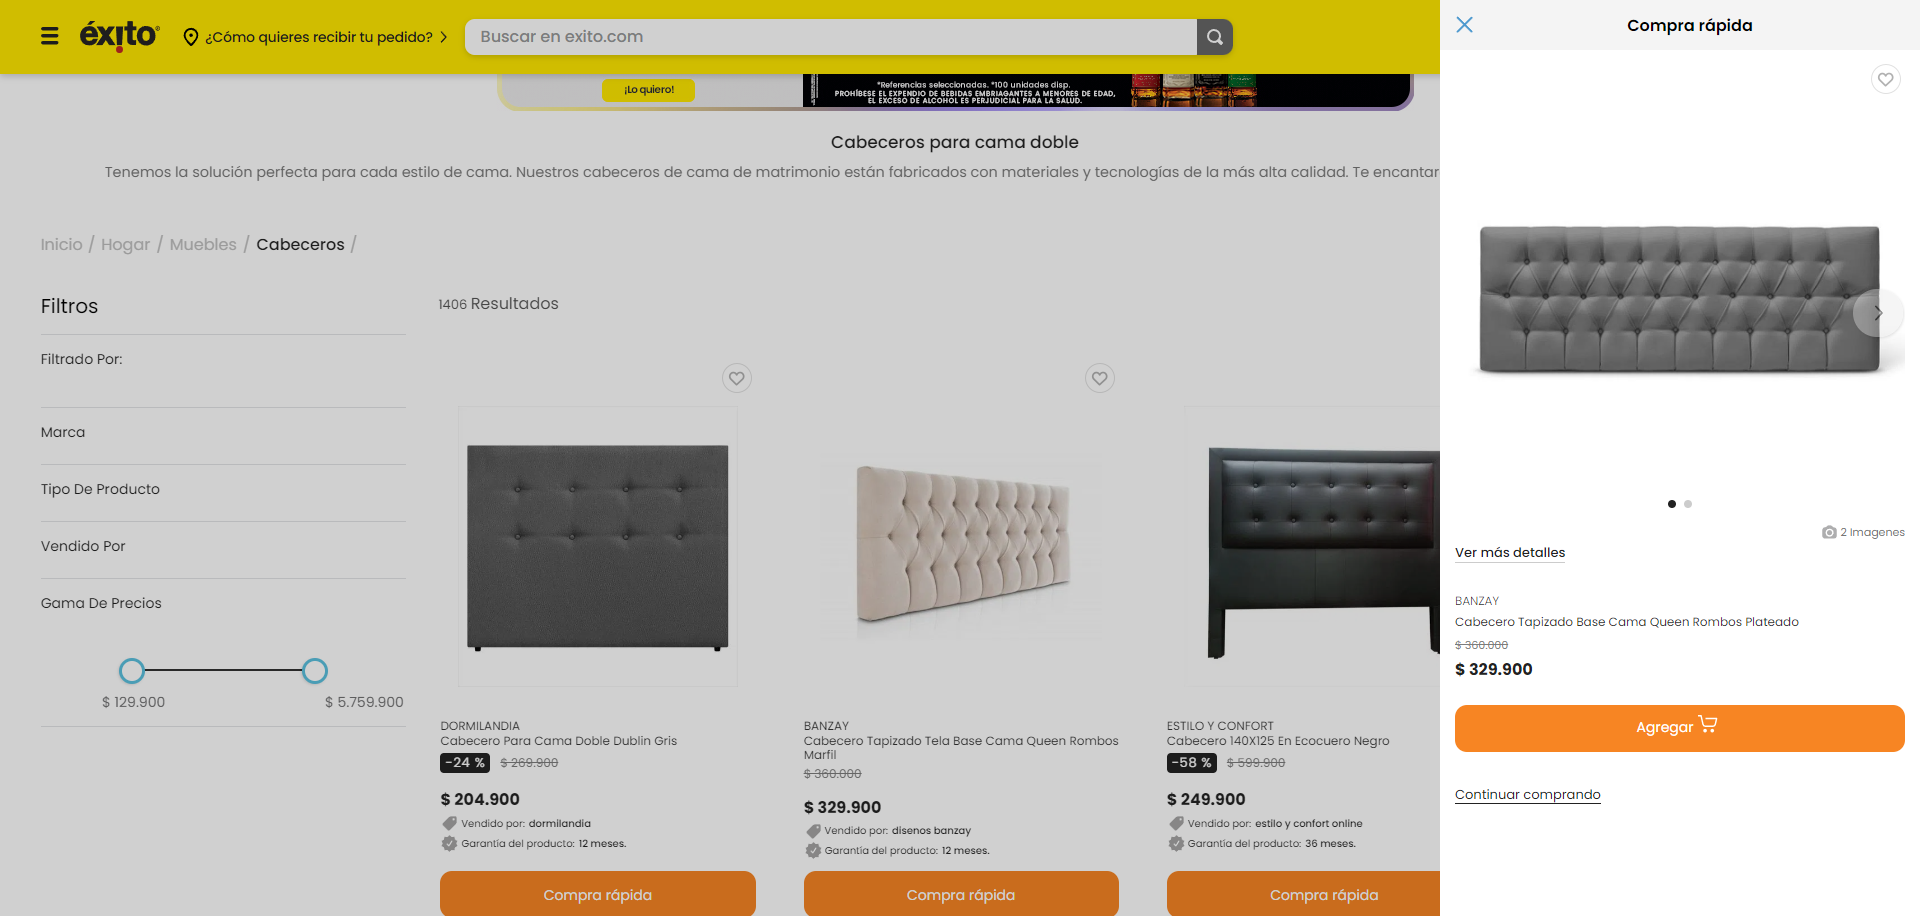 éxito
¿Cómo quieres recibir tu pedido?
Buscar en exito.com
¡Lo quiero!
*Referencias seleccionadas. *100 unidades disp.
PROHÍBESE EL EXPENDIO DE BEBIDAS EMBRIAGANTES A MENORES DE EDAD,
EL EXCESO DE ALCOHOL ES PERJUDICIAL PARA LA SALUD.
Cabeceros para cama doble
Tenemos la solución perfecta para cada estilo de cama. Nuestros cabeceros de cama de matrimonio están fabricados con materiales y tecnologías de la más alta calidad. Te encantar
Inicio / Hogar / Muebles / Cabeceros /
Filtros
Filtrado Por:
Marca
Tipo De Producto
Vendido Por
Gama De Precios
$ 129.900
$ 5.759.900
1406 Resultados
DORMILANDIA
Cabecero Para Cama Doble Dublin Gris
-24 % $ 269.900
$ 204.900
Vendido por: dormilandia
Garantía del producto: 12 meses.
Compra rápida
BANZAY
Cabecero Tapizado Tela Base Cama Queen Rombos
Marfil
$ 360.000
$ 329.900
Vendido por: disenos banzay
Garantía del producto: 12 meses.
Compra rápida
ESTILO Y CONFORT
Cabecero 140X125 En Ecocuero Negro
-58 % $ 599.900
$ 249.900
Vendido por: estilo y confort online
Garantía del producto: 36 meses.
Compra rápida
Compra rápida
2 Imagenes
Ver más detalles
BANZAY
Cabecero Tapizado Base Cama Queen Rombos Plateado
$ 360.000
$ 329.900
Agregar
Continuar comprando